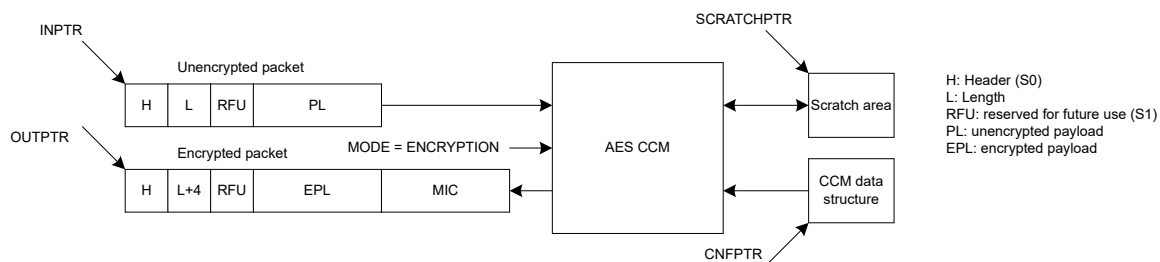 SCRATCHPTR
INPTR
Unencrypted packet
H L RFU PL
Scratch area
H: Header (S0)
L: Length
RFU: reserved for future use (S1)
PL: unencrypted payload
EPL: encrypted payload
OUTPTR
Encrypted packet
MODE = ENCRYPTION
AES CCM
H L+4 RFU EPL MIC
CCM data
structure
CNFPTR